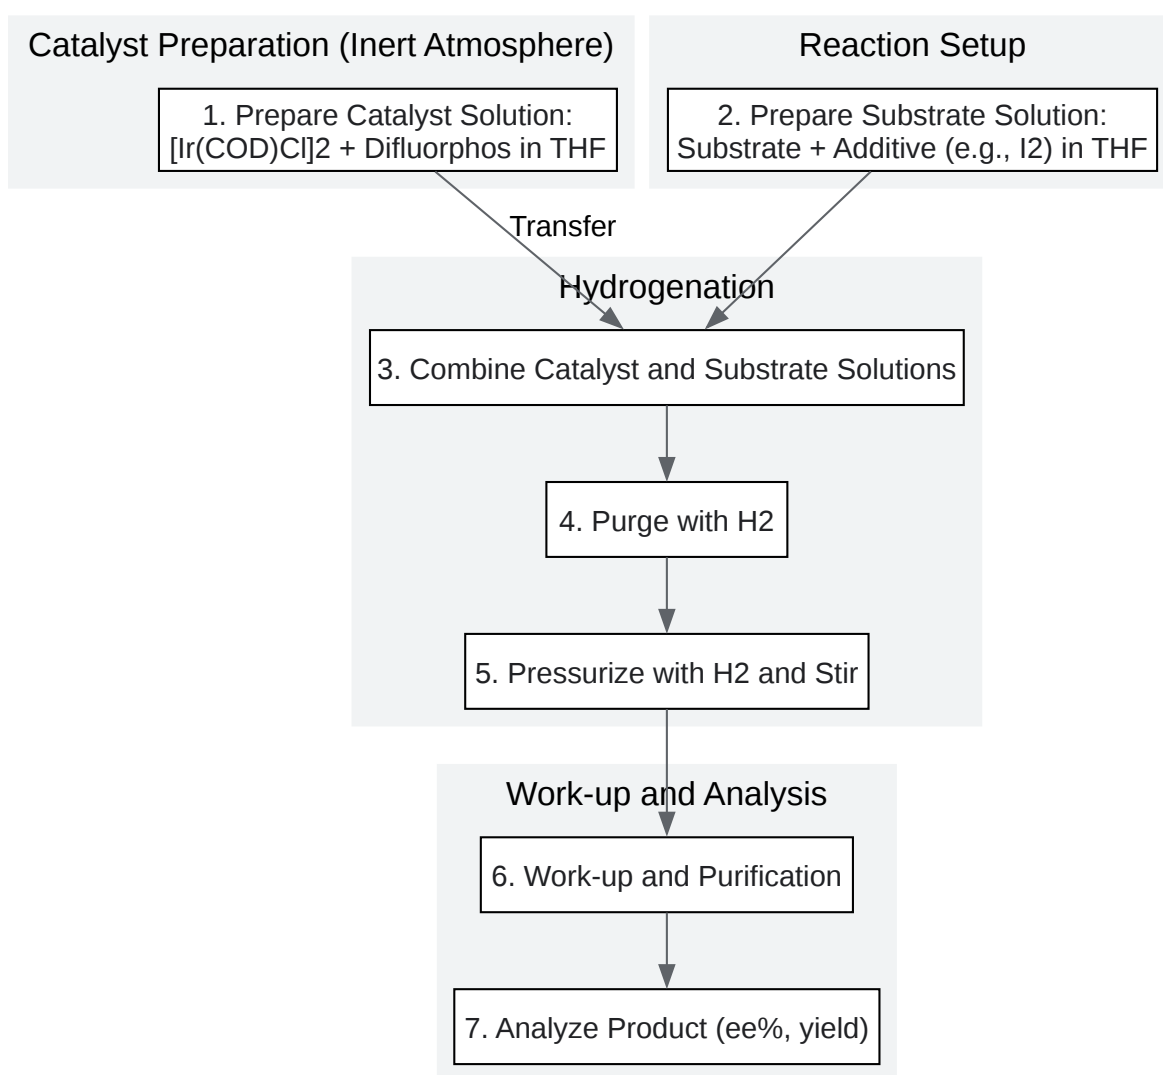 Catalyst Preparation (Inert Atmosphere)
Reaction Setup
1. Prepare Catalyst Solution:
[Ir(COD)Cl]2 + Difluorphos in THF
2. Prepare Substrate Solution:
Substrate + Additive (e.g., I2) in THF
Transfer
Hydrogenation
3. Combine Catalyst and Substrate Solutions
4. Purge with H2
5. Pressurize with H2 and Stir
Work-up and Analysis
6. Work-up and Purification
7. Analyze Product (ee%, yield)